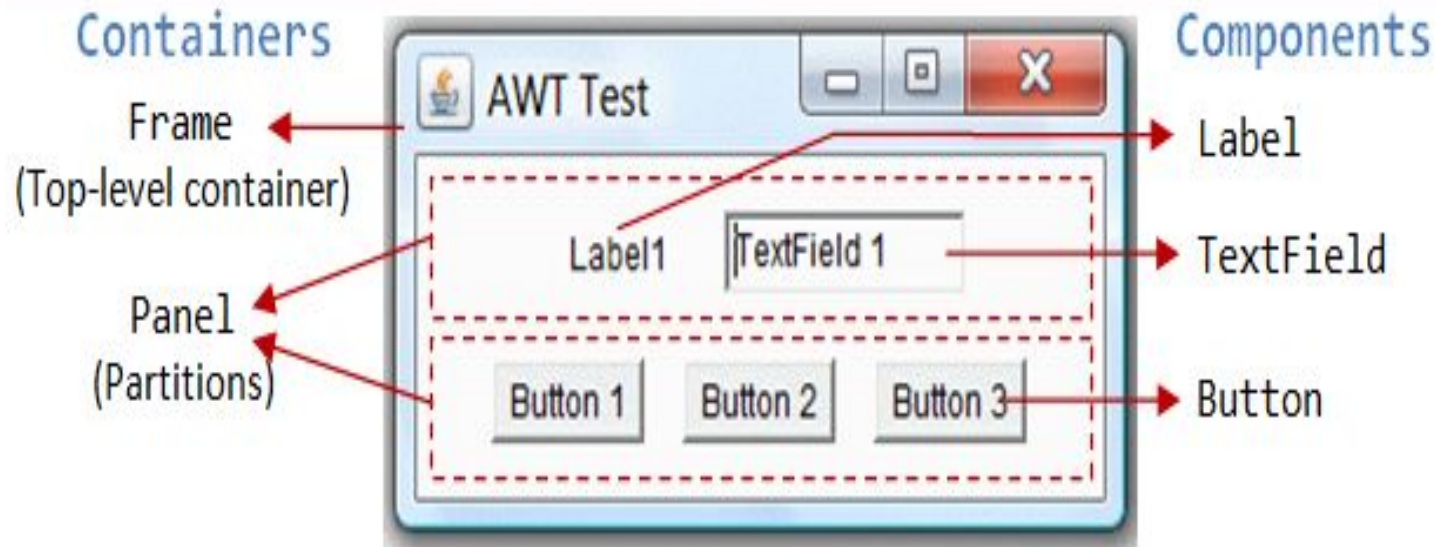 Containers
Components
AWT Test
Frame
(Top-level container)
Label
Label1
TextField 1
TextField
Panel
(Partitions)
Button 1
Button 2
Button 3
Button